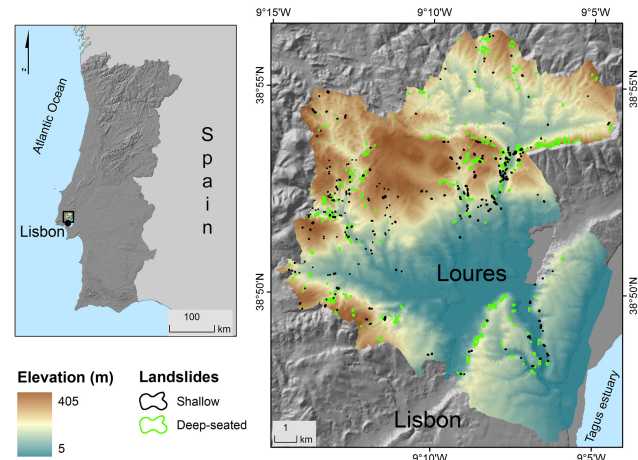 9°15'W 9°10'W 9°5'W
N
Atlantic Ocean
Spain
Lisbon
100
km
38°55'N
38°55'N
38°50'N
38°50'N
Loures
Lisbon
Tagus estuary
1
km
9°10'W 9°5'W
Elevation (m)
405
5
Landslides
Shallow
Deep-seated